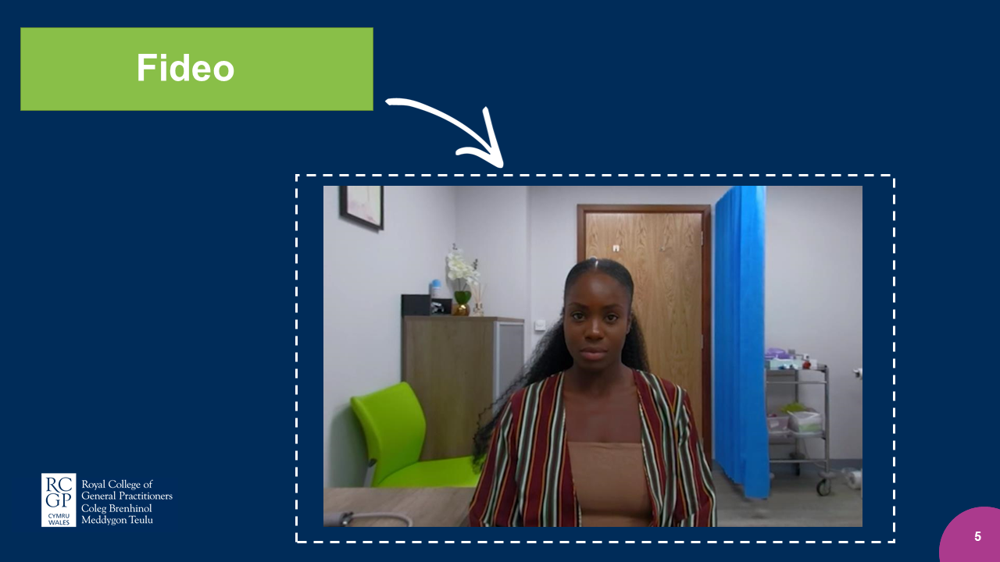 Fideo
RC
GP
CYMRU
WALES
Royal College of
General Practitioners
Coleg Brenhinol
Meddygon Teulu
5